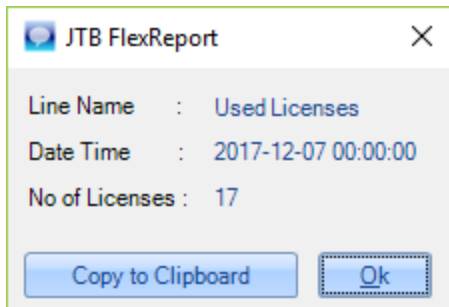 JTB FlexReport
Line Name : Used Licenses
Date Time : 2017-12-07 00:00:00
No of Licenses : 17
Copy to Clipboard Ok